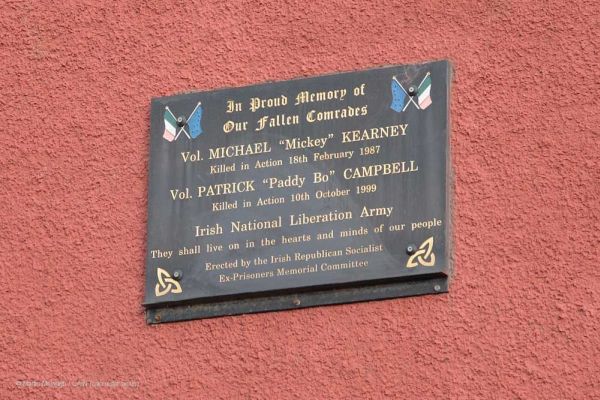 In Proud Memory of
Our Fallen Comrades
Vol. MICHAEL "Mickey" KEARNEY
Killed in Action 18th February 1987
Vol. PATRICK "Paddy Bo" CAMPBELL
Killed in Action 10th October 1999
Irish National Liberation Army
They shall live on in the hearts and minds of our people
Erected by the Irish Republican Socialist
Ex-Prisoners Memorial Committee